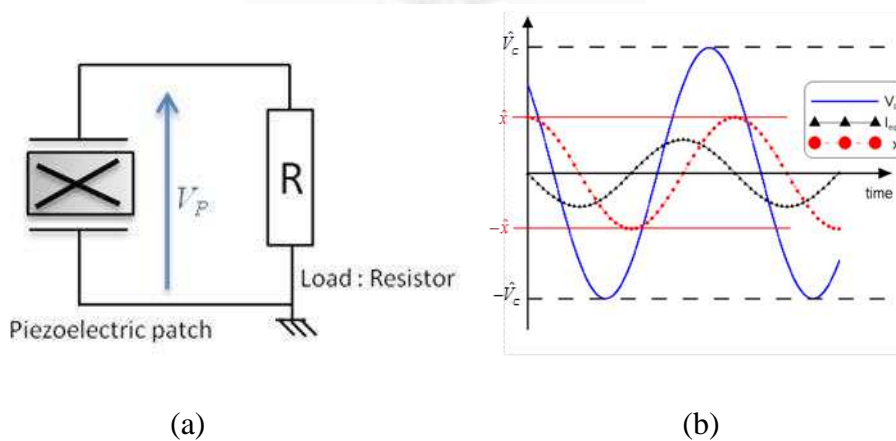 V_P
R
Load : Resistor
Piezoelectric patch
(a)
V̂_c
x̂
-x̂
-V̂_c
time
(b)